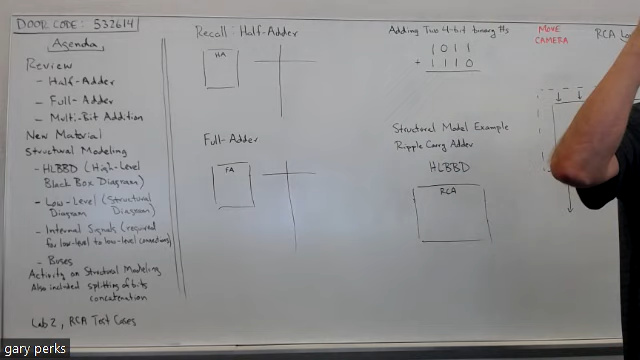 DOOR CODE: 532614
Agenda
Review
- Half-Adder
- Full-Adder
- Multi-Bit Addition
New Material
Structural Modeling
- HLBBD (High-Level
Black Box Diagram)
- Low-Level (Structural
Diagram Diagram)
- Internal Signals (required
for low-level to low-level connections)
- Buses
Activity on Structural Modeling
Also included splitting of bits
concatenation
Lab 2, RCA Test Cases
Recall: Half-Adder
HA
Full-Adder
FA
Adding Two 4-bit binary #s
1011
+ 1110
Structural Model Example
Ripple Carry Adder
HLBBD
RCA
MOVE
CAMERA
RCA
gary perks